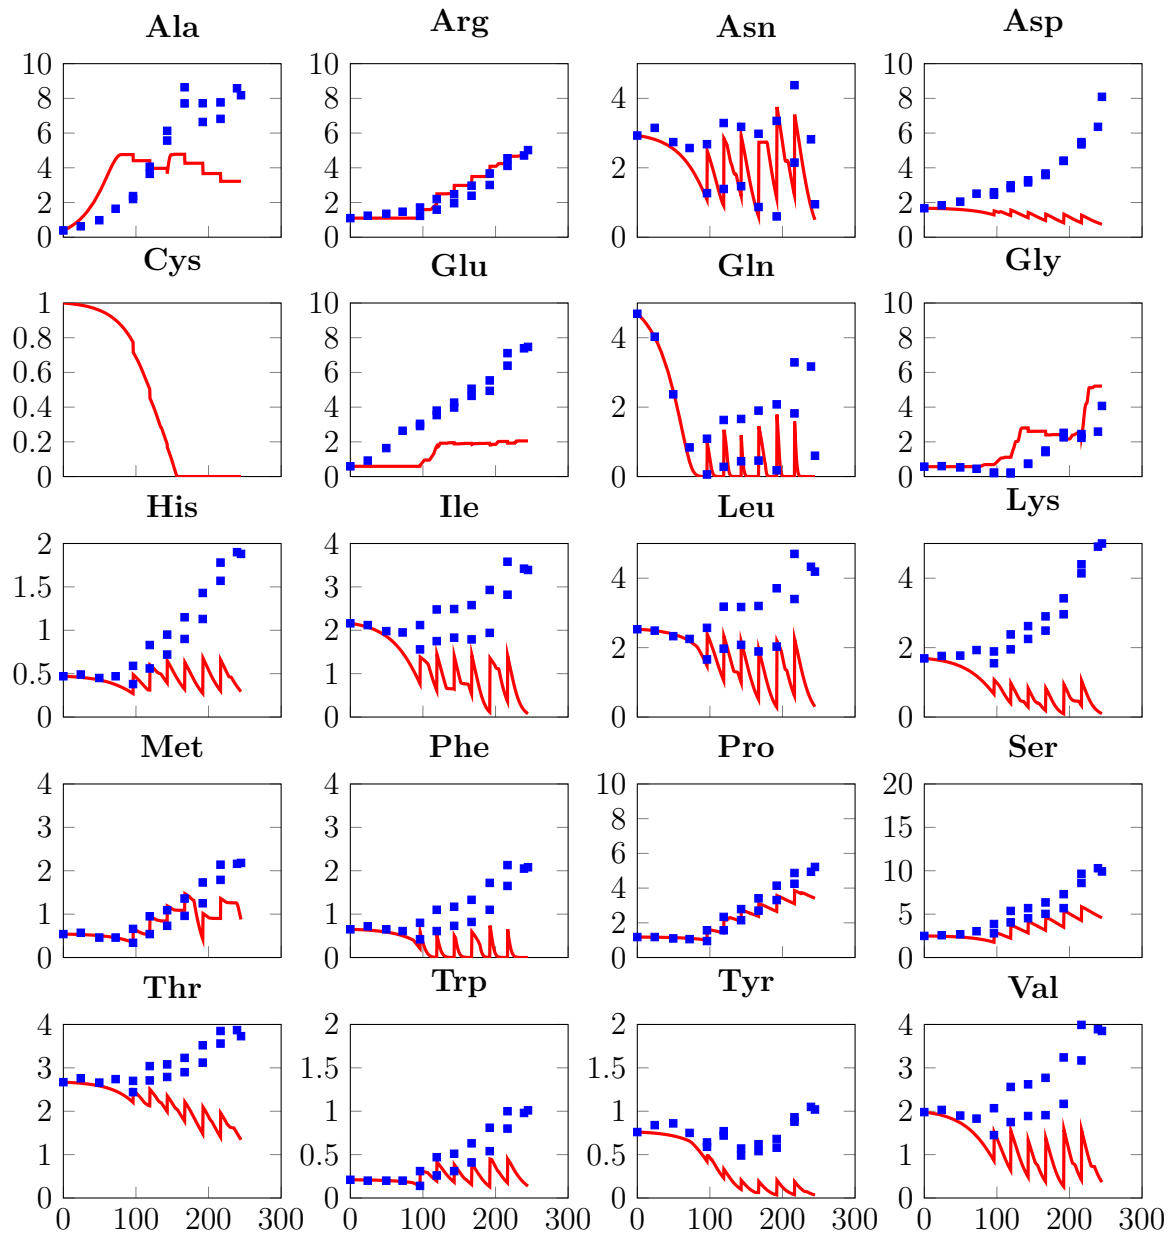 Ala Arg Asn Asp
10 10 4 10
8 8 8
6 6 2 6
4 4 4
2 2 2
0 0 0 0
Cys Glu Gln Gly
1 10 4 10
0.8 8 8
0.6 6 2 6
0.4 4 4
0.2 2 2
0 0 0 0
His Ile Leu Lys
2 4 4 4
1.5 3
1 2 2 2
0.5 1
0 0 0 0
Met Phe Pro Ser
4 4 10 20
3 3 8 15
2 2 6 10
1 1 4 5
0 0 2 0
0
Thr Trp Tyr Val
4 2 2 4
3 1.5 1.5 3
2 1 1 2
1 0.5 0.5 1
0 0 0 0
0 100 200 300 0 100 200 300 0 100 200 300 0 100 200 300